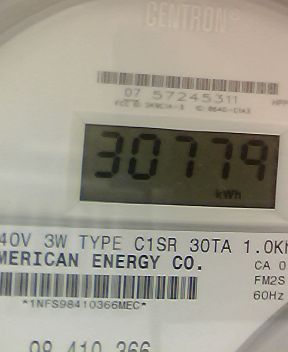 CENTRON®
07 57245311
30779
kWh
40V 3W TYPE C1SR 30TA 1.0Kh
MERICAN ENERGY CO.
CA 0
FM2S
60Hz
*1NFS98410366MEC*
98 410 366